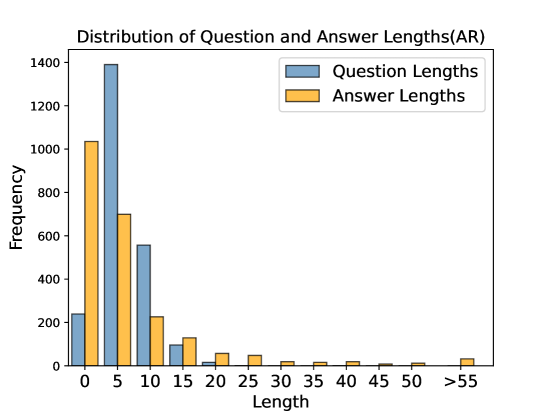 Distribution of Question and Answer Lengths(AR)
Question Lengths
Answer Lengths
Frequency
1400
1200
1000
800
600
400
200
0
0 5 10 15 20 25 30 35 40 45 50 >55
Length